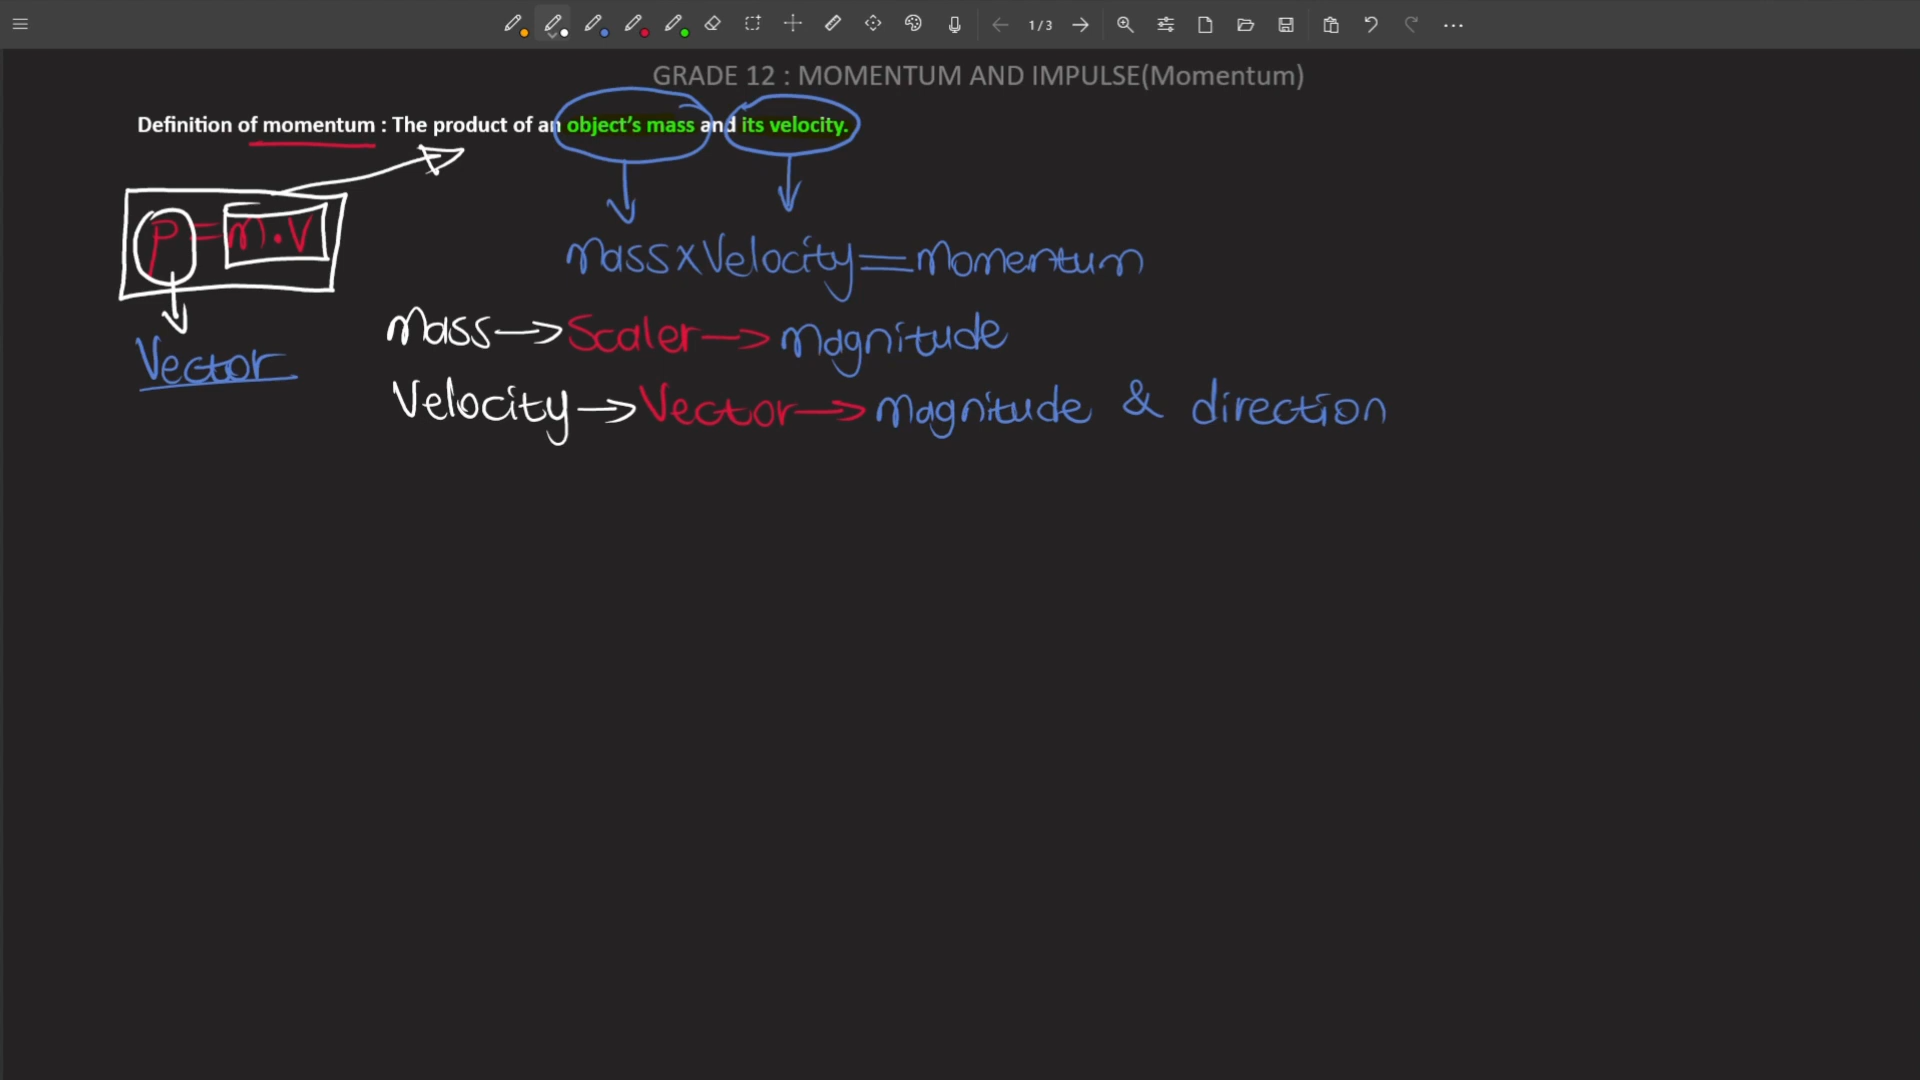 1/3
GRADE 12 : MOMENTUM AND IMPULSE(Momentum)
Definition of momentum : The product of an object’s mass and its velocity.
p=m.v
mass x Velocity = momentum
Vector
mass → Scaler → magnitude
Velocity → Vector → magnitude & direction